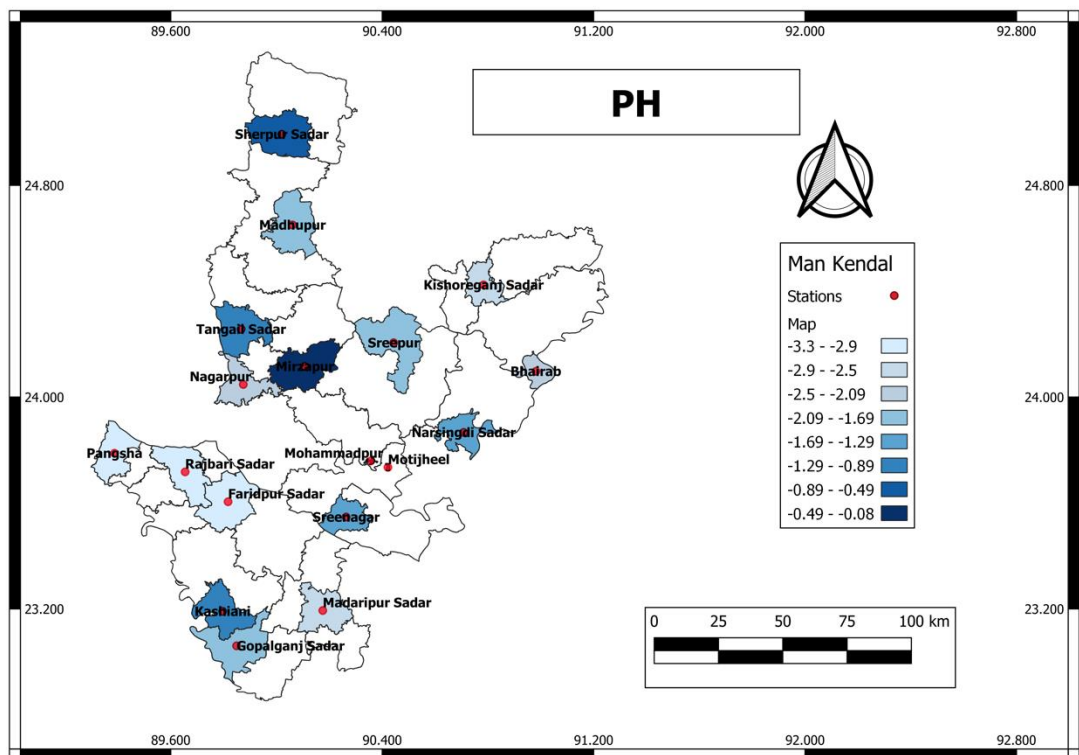 89.600 90.400 91.200 92.000 92.800
PH
Sherpur Sadar
24.800 24.800
Madhupur
Man Kendal
Kishoreganj Sadar
Stations
Map
Tangail Sadar
-3.3 - -2.9
Sreepur
-2.9 - -2.5
Mirzapur
Bhairab
Nagarpur
-2.5 - -2.09
24.000 24.000
-2.09 - -1.69
Narsingdi Sadar
-1.69 - -1.29
Pangsha
Mohammadpur
Motijheel
Rajbari Sadar
-1.29 - -0.89
Faridpur Sadar
-0.89 - -0.49
Sreenagar
-0.49 - -0.08
Madaripur Sadar
Kashiani
23.200 23.200
0 25 50 75 100 km
Gopalganj Sadar
89.600 90.400 91.200 92.000 92.800